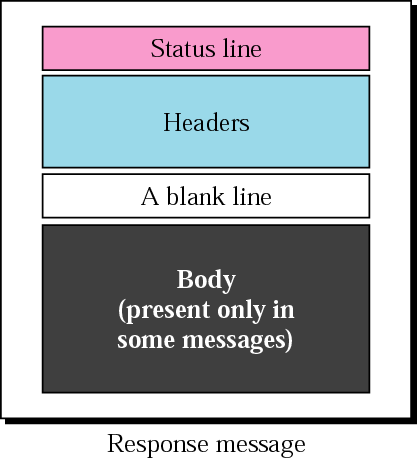 Status line
Headers
A blank line
Body
(present only in
some messages)
Response message